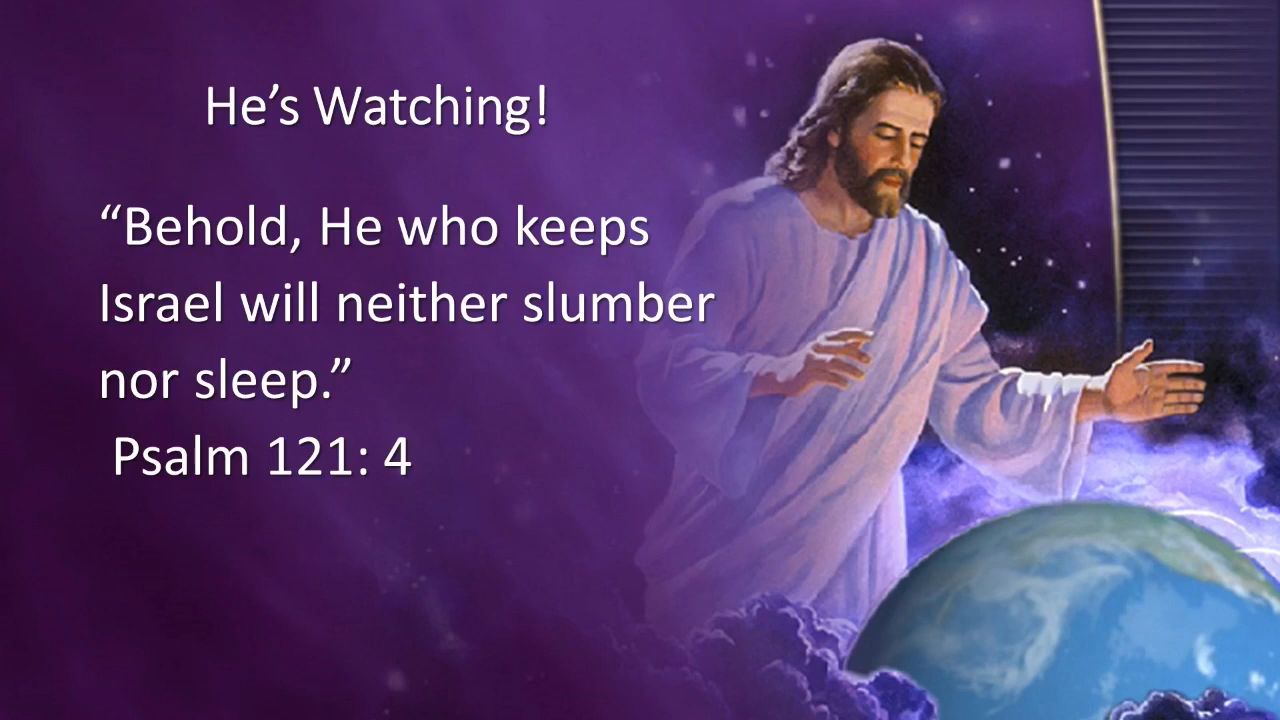 He’s Watching!
“Behold, He who keeps
Israel will neither slumber
nor sleep.”
Psalm 121: 4